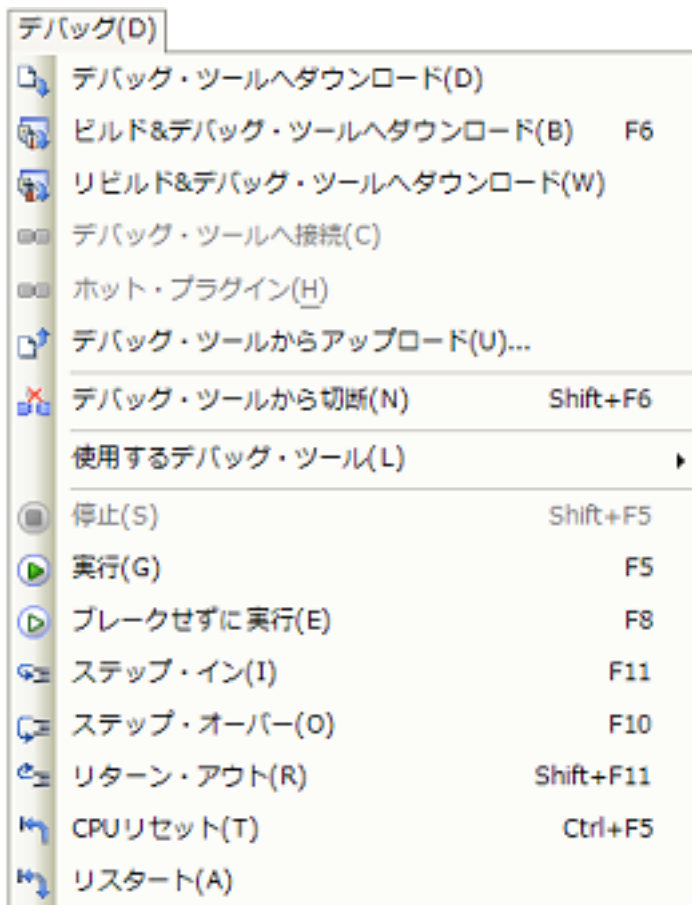 デバッグ(D)
デバッグ・ツールへダウンロード(D)
ビルド&デバッグ・ツールへダウンロード(B) F6
リビルド&デバッグ・ツールへダウンロード(W)
デバッグ・ツールへ接続(C)
ホット・プラグイン(H)
デバッグ・ツールからアップロード(U)...
デバッグ・ツールから切断(N) Shift+F6
使用するデバッグ・ツール(L)
停止(S) Shift+F5
実行(G) F5
ブレークせずに実行(E) F8
ステップ・イン(I) F11
ステップ・オーバー(O) F10
リターン・アウト(R) Shift+F11
CPUリセット(T) Ctrl+F5
リスタート(A)